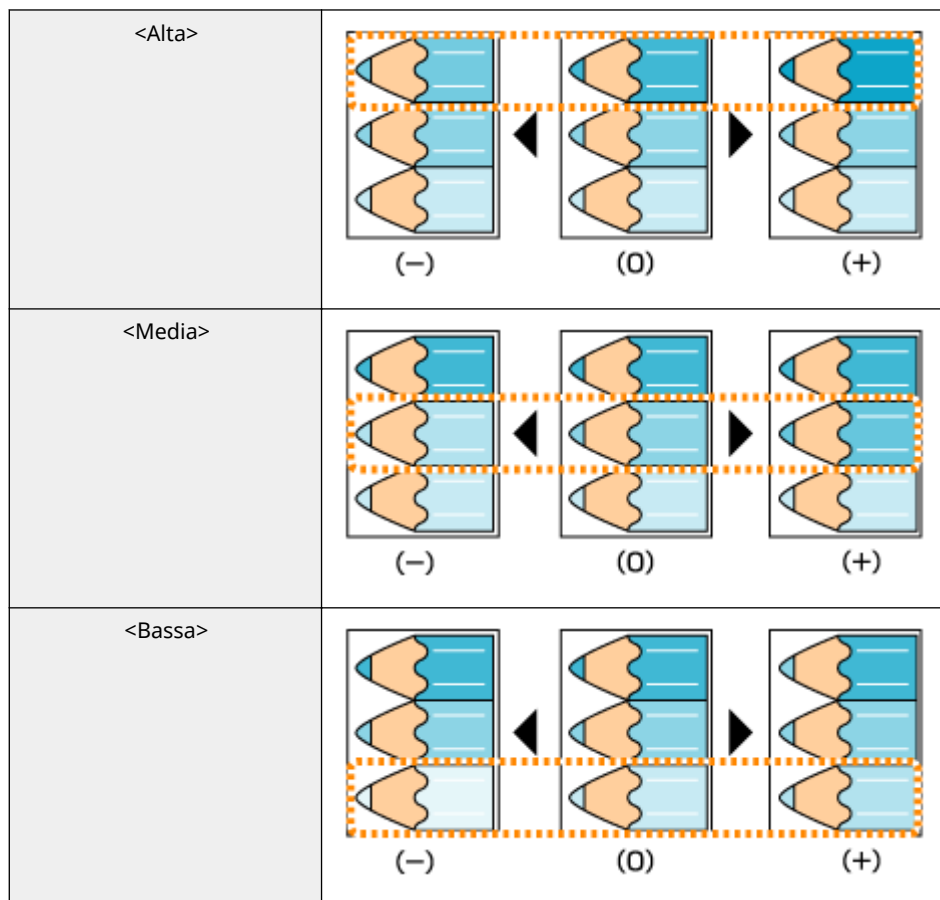 <Alta>
(−) (0) (+)
<Media>
(−) (0) (+)
<Bassa>
(−) (0) (+)